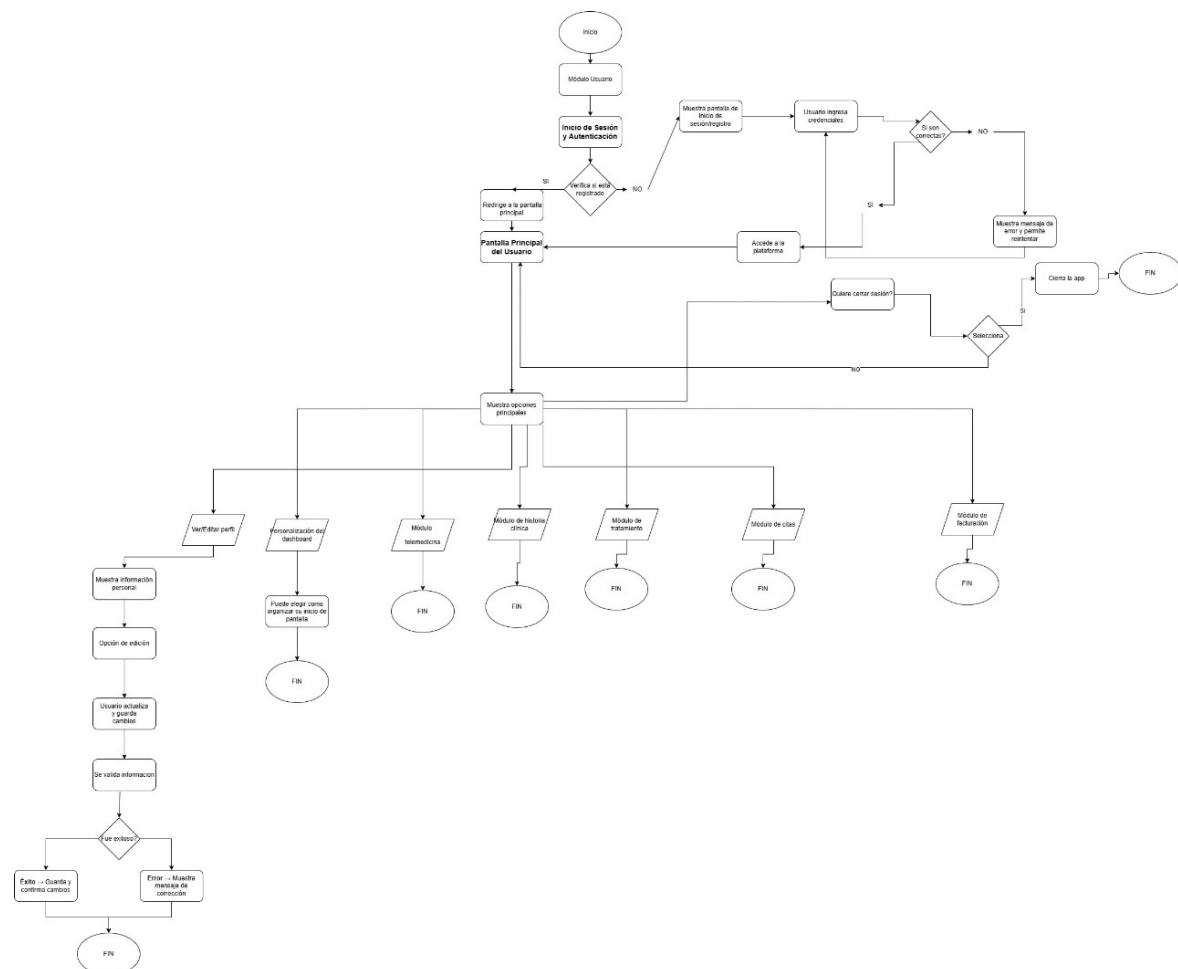 Inicio
Módulo Usuario
Inicio de Sesión
y Autenticación
Verifica si está
registrado
SI
NO
Muestra pantalla de
inicio de
sesión/registro
Usuario ingresa
credenciales
Si son
correctas?
NO
SI
Muestra mensaje de
error y permite
reintentar
Accede a la
plataforma
Redirige a la pantalla
principal
Pantalla Principal
del Usuario
Quiere cerrar sesión?
Selecciona
SI
NO
Cierra la app
FIN
Muestra opciones
principales
Ver/Editar perfil
Personalización del
dashboard
Módulo
telemedicina
Módulo de historia
clínica
Módulo de
tratamiento
Módulo de citas
Módulo de
facturación
Muestra información
personal
Puede elegir como
organizar su inicio de
pantalla
FIN
FIN
FIN
FIN
FIN
Opción de edición
FIN
Usuario actualiza
y guarda
cambios
Se valida informacion
Fue exitoso?
Éxito → Guarda y
confirma cambios
Error → Muestra
mensaje de
corrección
FIN